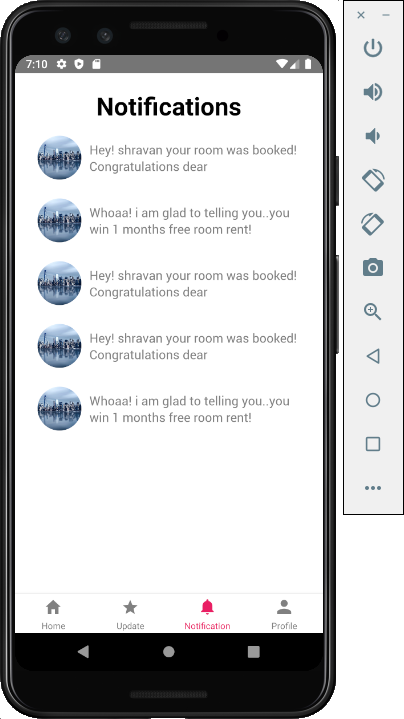 7:10
Notifications
Hey! shravan your room was booked!
Congratulations dear
Whoaa! i am glad to telling you..you
win 1 months free room rent!
Hey! shravan your room was booked!
Congratulations dear
Hey! shravan your room was booked!
Congratulations dear
Whoaa! i am glad to telling you..you
win 1 months free room rent!
Home Update Notification Profile